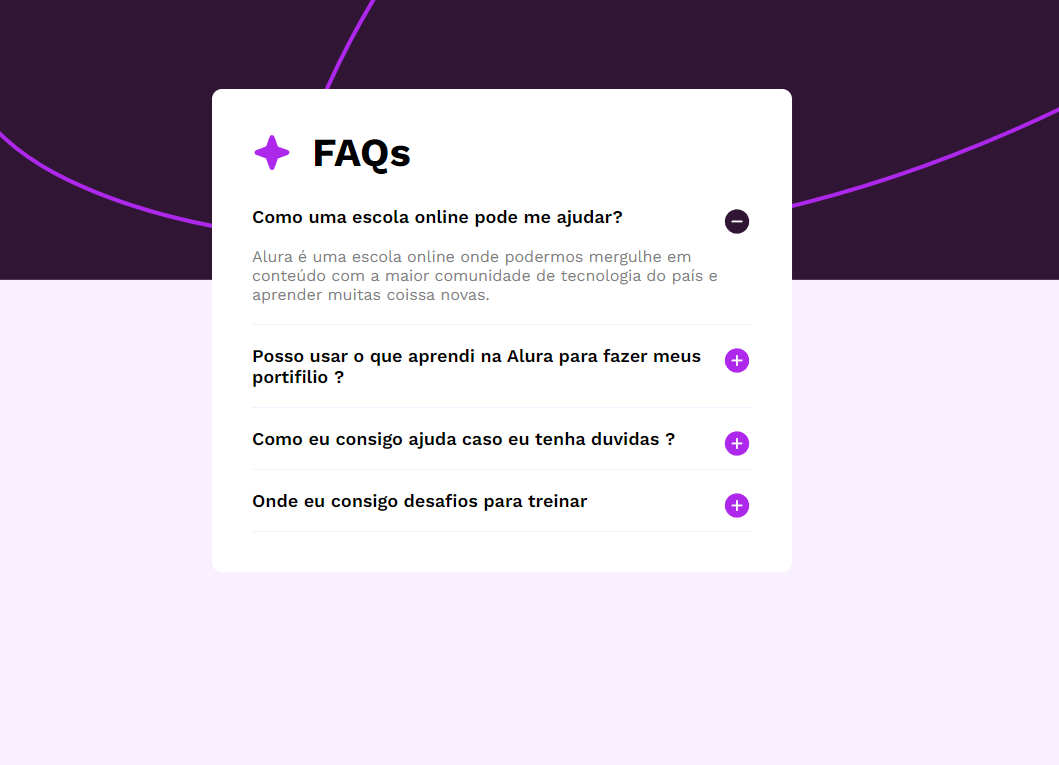 FAQs
Como uma escola online pode me ajudar?
Alura é uma escola online onde podermos mergulhe em
conteúdo com a maior comunidade de tecnologia do país e
aprender muitas coissa novas.
Posso usar o que aprendi na Alura para fazer meus
portifilio ?
Como eu consigo ajuda caso eu tenha duvidas ?
Onde eu consigo desafios para treinar